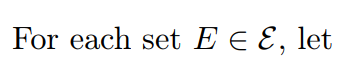 For each set E ∈ ℰ, let